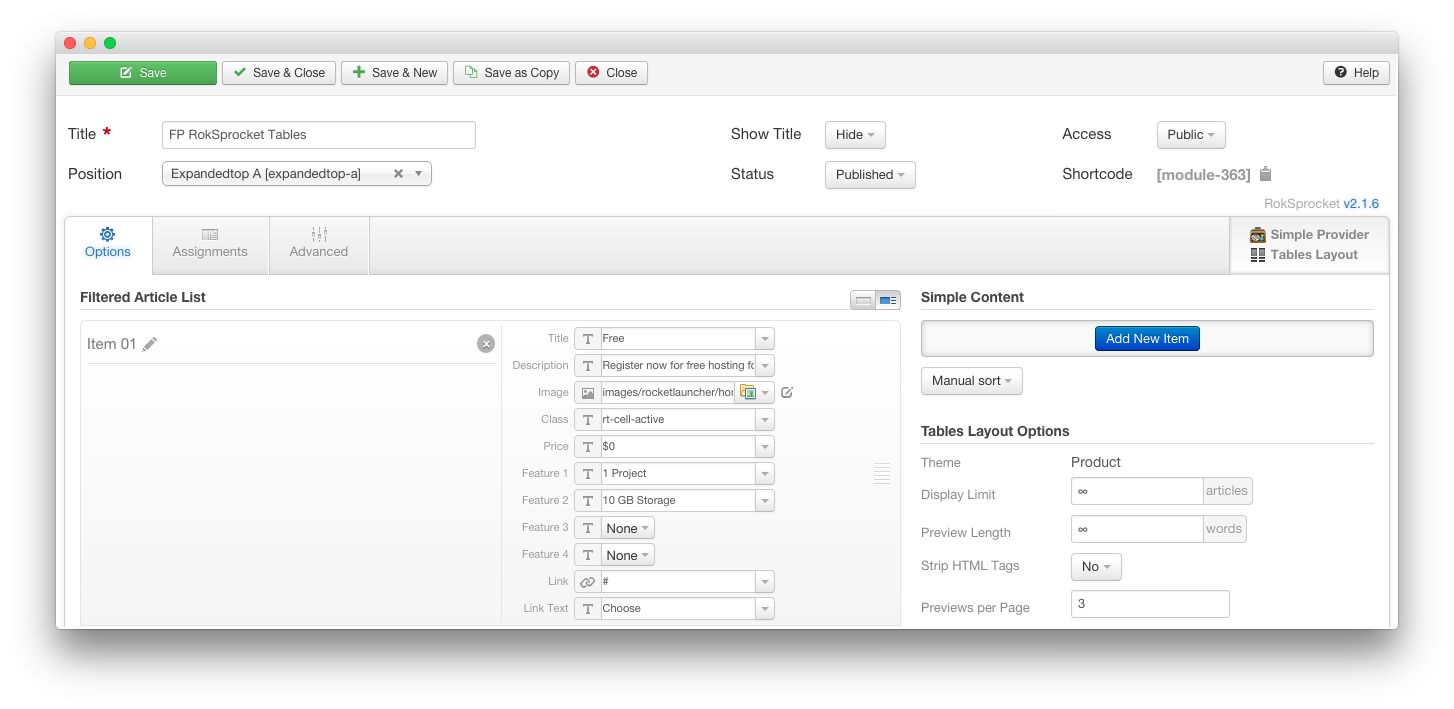 Save Save & Close Save & New Save as Copy Close Help
Title * FP RokSprocket Tables Show Title Hide Access Public
Position Expandedtop A [expandedtop-a] Status Published Shortcode [module-363]
RokSprocket v2.1.6
Options Assignments Advanced
Simple Provider
Tables Layout
Filtered Article List
Item 01
Title Free
Description Register now for free hosting
Image images/rocketlauncher/
Class rt-cell-active
Price $0
Feature 1 1 Project
Feature 2 10 GB Storage
Feature 3 None
Feature 4 None
Link #
Link Text Choose
Simple Content
Add New Item
Manual sort
Tables Layout Options
Theme Product
Display Limit ∞ articles
Preview Length ∞ words
Strip HTML Tags No
Previews per Page 3